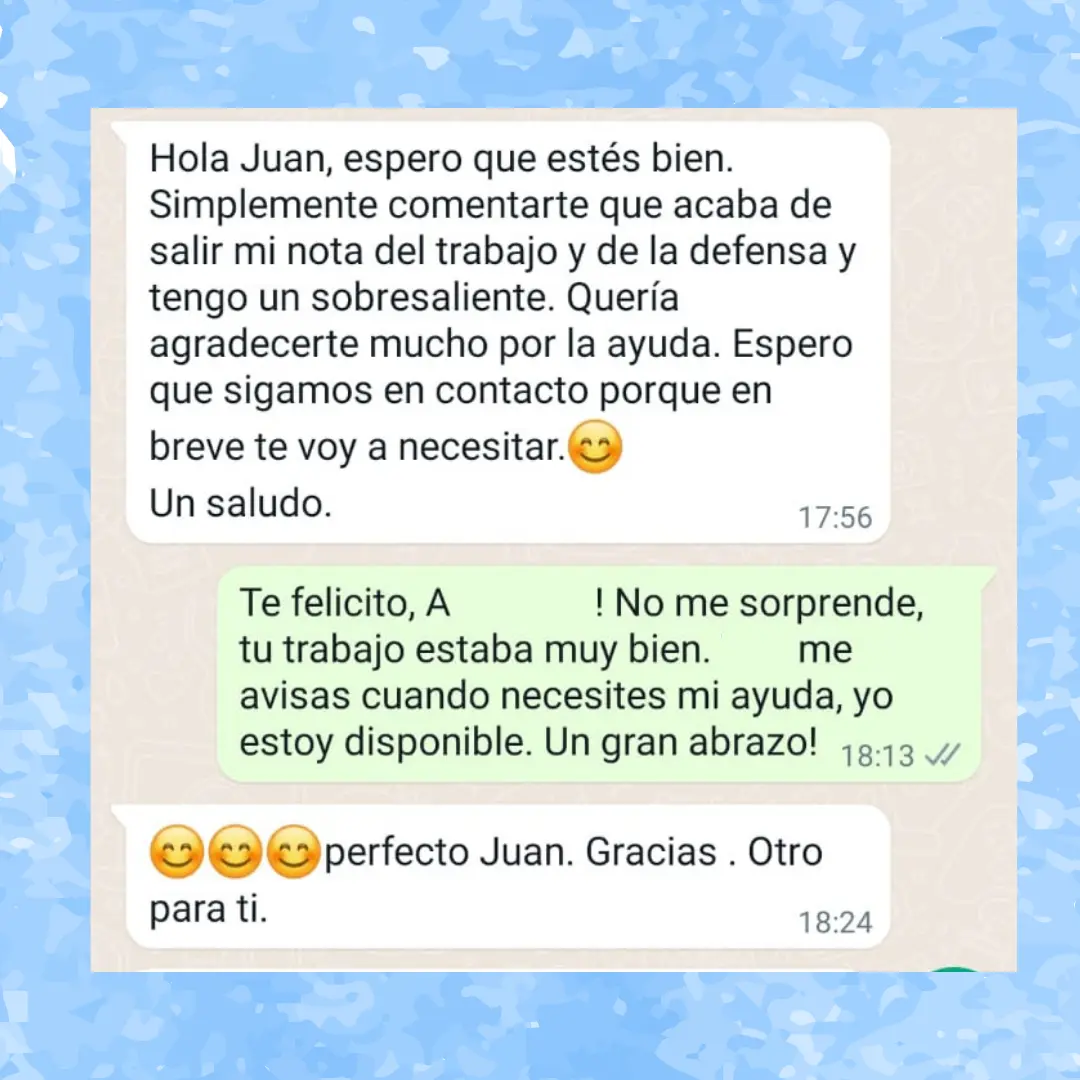 Hola Juan, espero que estés bien.
Simplemente comentarte que acaba de
salir mi nota del trabajo y de la defensa y
tengo un sobresaliente. Quería
agradecerte mucho por la ayuda. Espero
que sigamos en contacto porque en
breve te voy a necesitar.😊
Un saludo.
17:56
Te felicito, A ! No me sorprende,
tu trabajo estaba muy bien. me
avisas cuando necesites mi ayuda, yo
estoy disponible. Un gran abrazo!
18:13
😊😊😊perfecto Juan. Gracias . Otro
para ti.
18:24